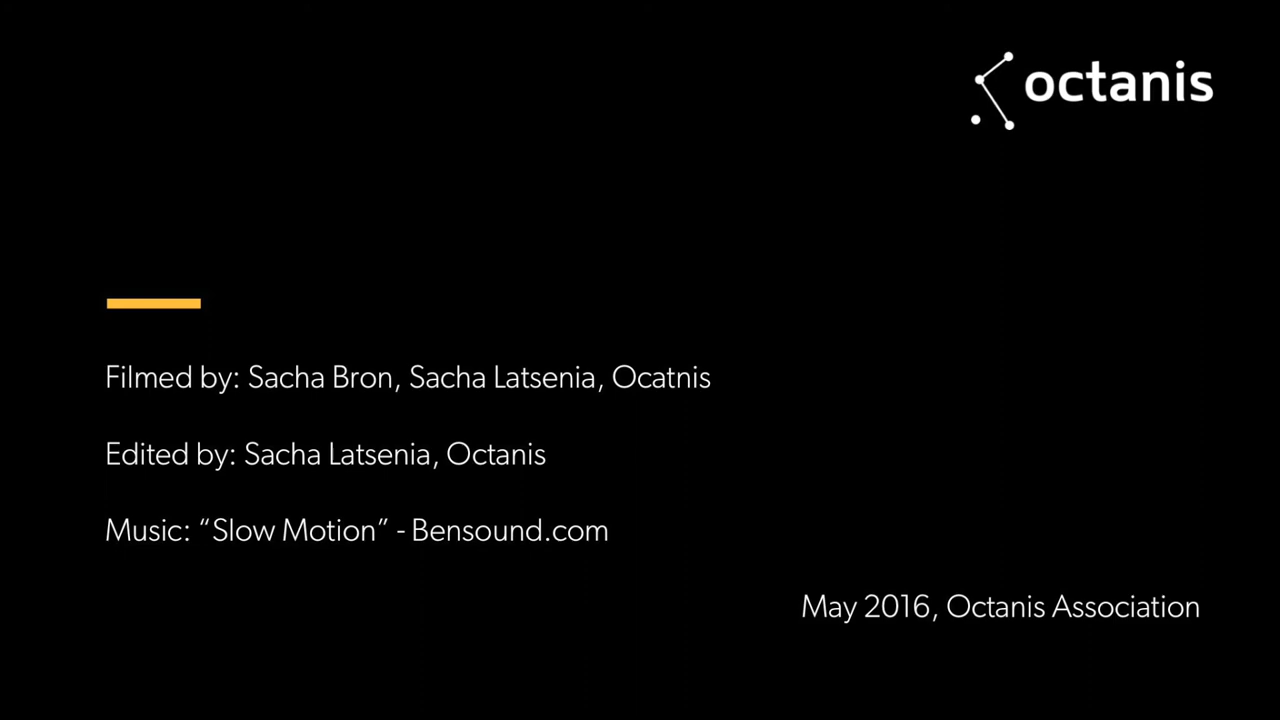 octanis
Filmed by: Sacha Bron, Sacha Latsenia, Ocatnis
Edited by: Sacha Latsenia, Octanis
Music: “Slow Motion” - Bensound.com
May 2016, Octanis Association